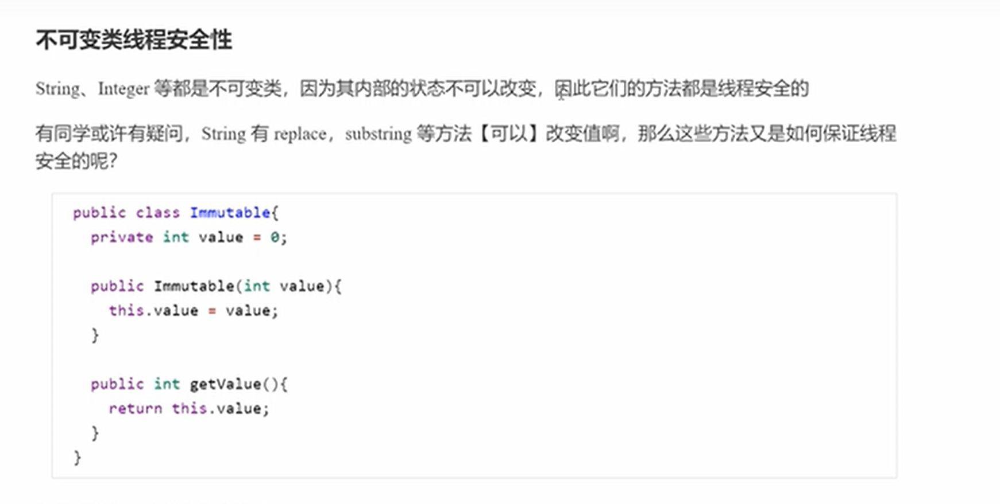 不可变类线程安全性
String、Integer 等都是不可变类，因为其内部的状态不可以改变，因此它们的方法都是线程安全的
有同学或许有疑问，String 有 replace，substring 等方法【可以】改变值啊，那么这些方法又是如何保证线程
安全的呢？
public class Immutable{
  private int value = 0;
  public Immutable(int value){
    this.value = value;
  }
  public int getValue(){
    return this.value;
  }
}